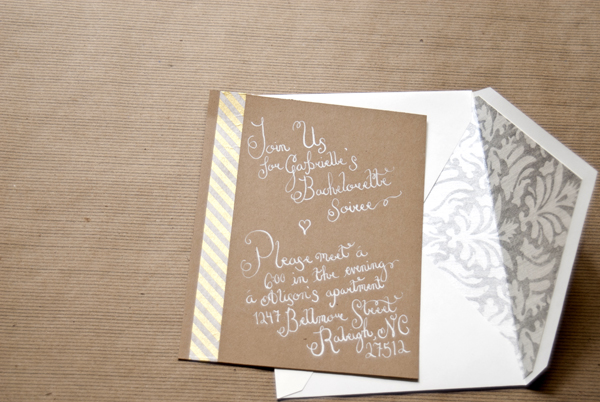 Join Us
for Gabrielle's
Bachelorette
Soiree
Please meet à
6:00 in the evening
à Alison's apartment
1247 Bellmore Street
Raleigh, NC
27512